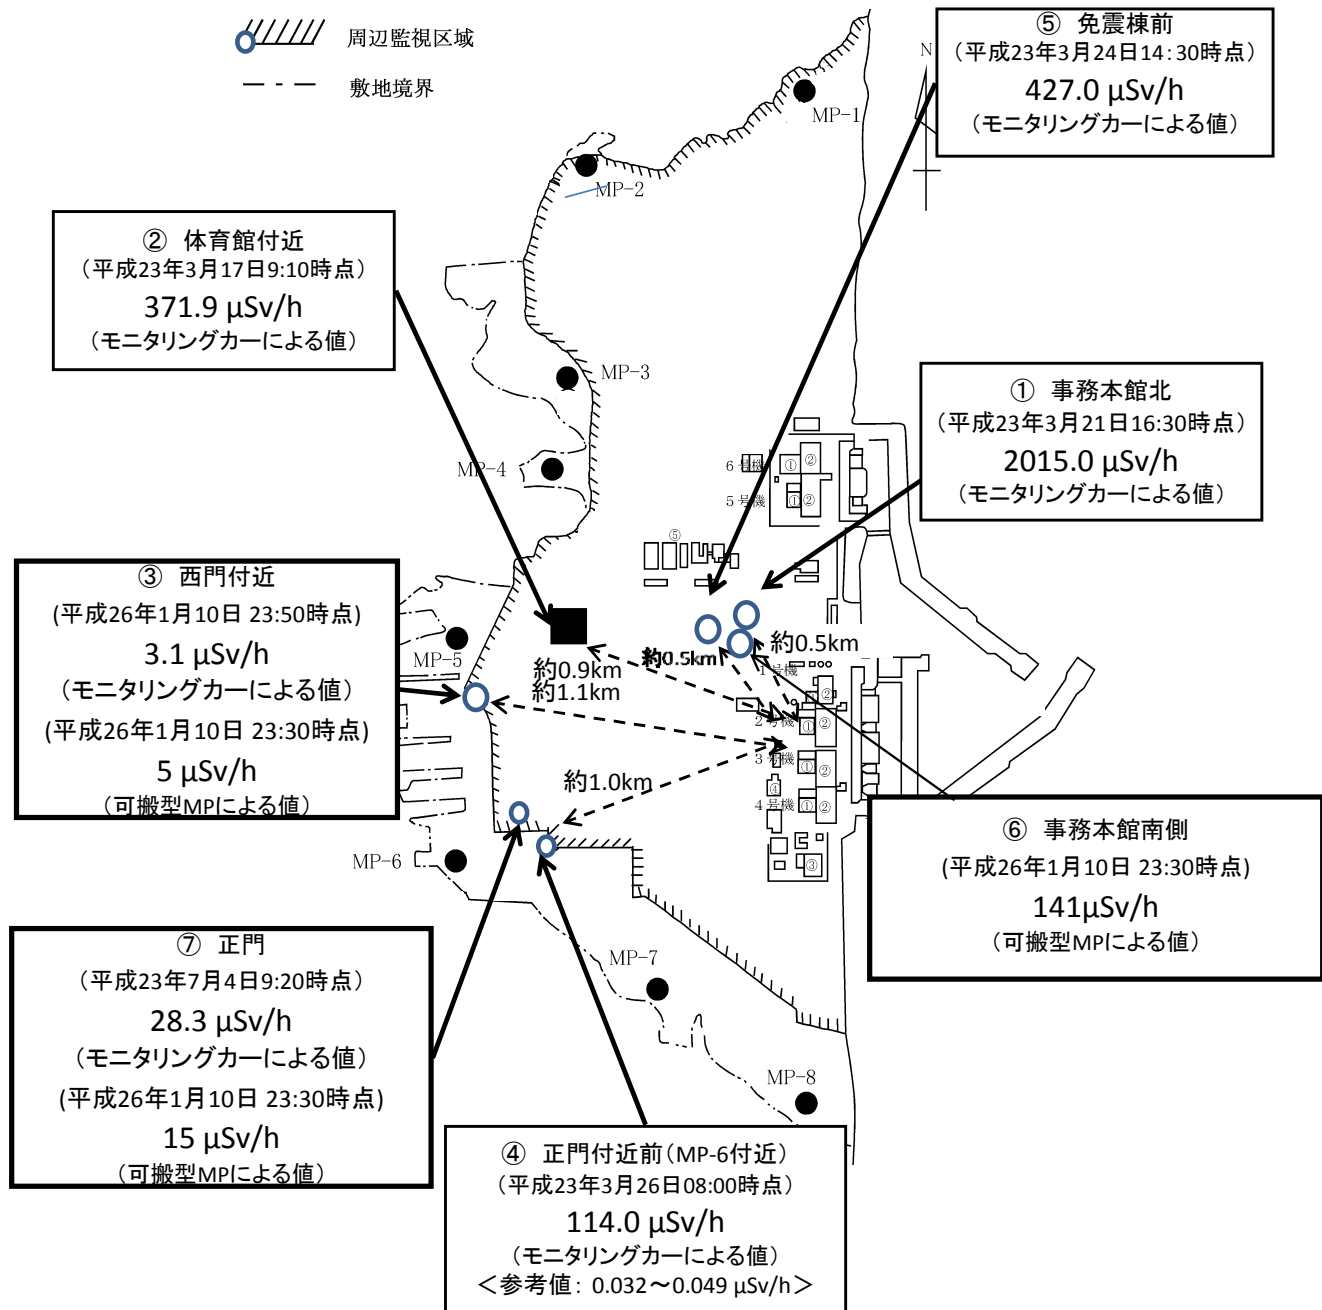 周辺監視区域
敷地境界
⑤ 免震棟前
(平成23年3月24日14:30時点)
427.0 μSv/h
(モニタリングカーによる値)
N
MP-1
MP-2
② 体育館付近
(平成23年3月17日9:10時点)
371.9 μSv/h
(モニタリングカーによる値)
MP-3
① 事務本館北
(平成23年3月21日16:30時点)
2015.0 μSv/h
(モニタリングカーによる値)
MP-4
6号機
①
②
5号機
①
②
⑤
③ 西門付近
(平成26年1月10日 23:50時点)
3.1 μSv/h
(モニタリングカーによる値)
(平成26年1月10日 23:30時点)
5 μSv/h
(可搬型MPによる値)
MP-5
約0.9km
約1.1km
約0.5km
約0.5km
1号機
②
2号機
①
②
3号機
①
②
④
4号機
①
②
③
約1.0km
MP-6
⑥ 事務本館南側
(平成26年1月10日 23:30時点)
141μSv/h
(可搬型MPによる値)
⑦ 正門
(平成23年7月4日9:20時点)
28.3 μSv/h
(モニタリングカーによる値)
(平成26年1月10日 23:30時点)
15 μSv/h
(可搬型MPによる値)
MP-7
MP-8
④ 正門付近前(MP-6付近)
(平成23年3月26日08:00時点)
114.0 μSv/h
(モニタリングカーによる値)
<参考値: 0.032～0.049 μSv/h>